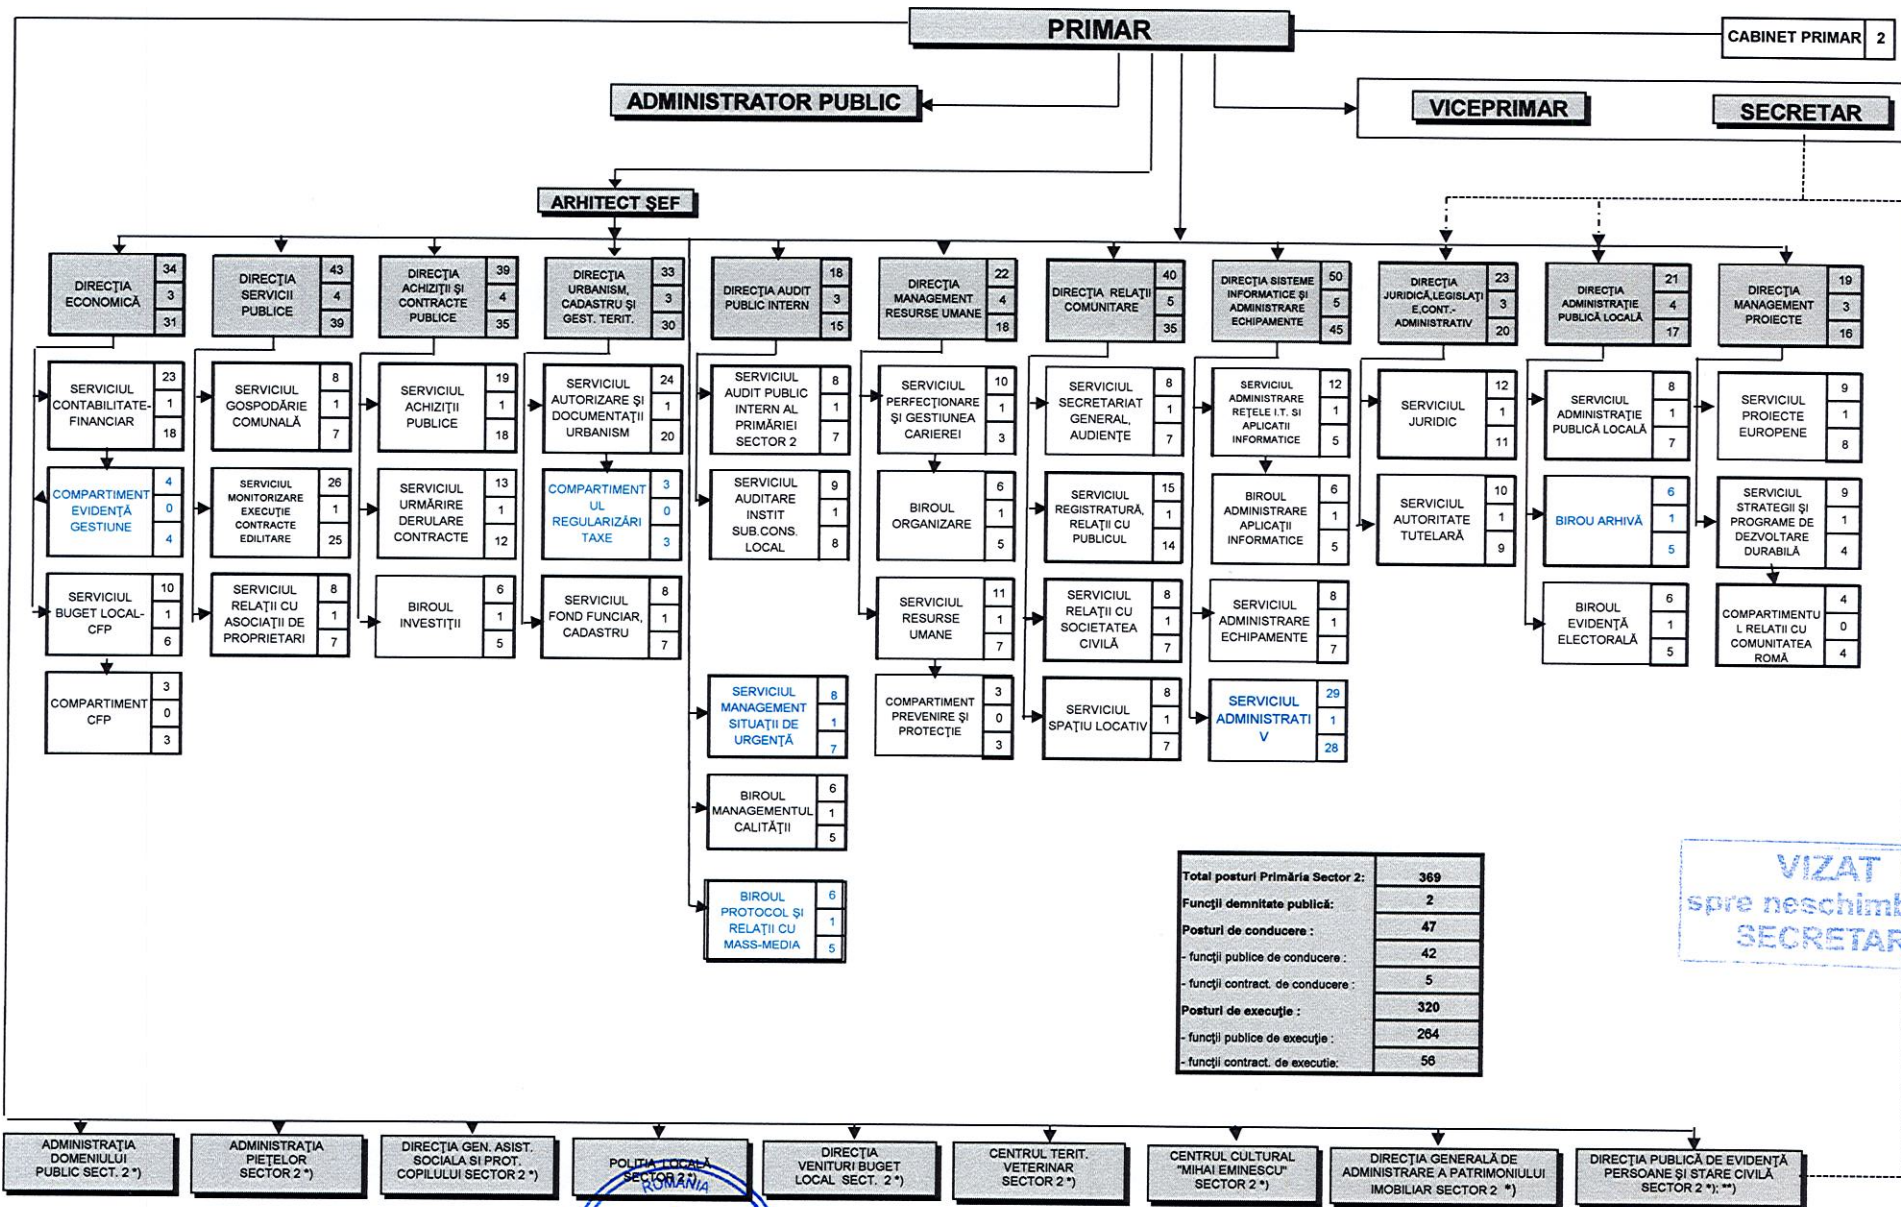 PRIMAR
CABINET PRIMAR 2
ADMINISTRATOR PUBLIC
VICEPRIMAR
SECRETAR
ARHITECT ŞEF
DIRECŢIA
ECONOMICĂ
34
3
31
DIRECŢIA
SERVICII
PUBLICE
43
4
39
DIRECŢIA
ACHIZIŢII ŞI
CONTRACTE
PUBLICE
39
4
35
DIRECŢIA
URBANISM,
CADASTRU ŞI
GEST. TERIT.
33
3
30
DIRECŢIA AUDIT
PUBLIC INTERN
18
3
15
DIRECŢIA
MANAGEMENT
RESURSE UMANE
22
4
18
DIRECŢIA RELAŢII
COMUNITARE
40
5
35
DIRECŢIA SISTEME
INFORMATICE ŞI
ADMINISTRARE
ECHIPAMENTE
50
5
45
DIRECŢIA
JURIDICĂ,LEGISLAŢI
E,CONT.-
ADMINISTRATIV
23
3
20
DIRECŢIA
ADMINISTRAŢIE
PUBLICĂ LOCALĂ
21
4
17
DIRECŢIA
MANAGEMENT
PROIECTE
19
3
16
SERVICIUL
CONTABILITATE-
FINANCIAR
23
1
18
SERVICIUL
GOSPODĂRIE
COMUNALĂ
8
1
7
SERVICIUL
ACHIZIŢII
PUBLICE
19
1
18
SERVICIUL
AUTORIZARE ŞI
DOCUMENTAŢII
URBANISM
24
1
20
SERVICIUL
AUDIT PUBLIC
INTERN AL
PRIMĂRIEI
SECTOR 2
8
1
7
SERVICIUL
PERFECŢIONARE
ŞI GESTIUNEA
CARIEREI
10
1
3
SERVICIUL
SECRETARIAT
GENERAL,
AUDIENŢE
8
1
7
SERVICIUL
ADMINISTRARE
REŢELE I.T. SI
APLICATII
INFORMATICE
12
1
5
SERVICIUL
JURIDIC
12
1
11
SERVICIUL
ADMINISTRAŢIE
PUBLICĂ LOCALĂ
8
1
7
SERVICIUL
PROIECTE
EUROPENE
9
1
8
COMPARTIMENT
EVIDENŢĂ
GESTIUNE
4
0
4
SERVICIUL
MONITORIZARE
EXECUŢIE
CONTRACTE
EDILITARE
26
1
25
SERVICIUL
URMĂRIRE
DERULARE
CONTRACTE
13
1
12
COMPARTIMENT
UL
REGULARIZĂRI
TAXE
3
0
3
SERVICIUL
AUDITARE
INSTIT
SUB.CONS.
LOCAL
9
1
8
BIROUL
ORGANIZARE
6
1
5
SERVICIUL
REGISTRATURĂ,
RELAŢII CU
PUBLICUL
15
1
14
BIROUL
ADMINISTRARE
APLICAŢII
INFORMATICE
6
1
5
SERVICIUL
AUTORITATE
TUTELARĂ
10
1
9
BIROU ARHIVĂ
6
1
5
SERVICIUL
STRATEGII ŞI
PROGRAME DE
DEZVOLTARE
DURABILĂ
9
1
4
SERVICIUL
BUGET LOCAL-
CFP
10
1
6
SERVICIUL
RELAŢII CU
ASOCIAŢII DE
PROPRIETARI
8
1
7
BIROUL
INVESTIŢII
6
1
5
SERVICIUL
FOND FUNCIAR,
CADASTRU
8
1
7
SERVICIUL
RESURSE
UMANE
11
1
7
SERVICIUL
RELAŢII CU
SOCIETATEA
CIVILĂ
8
1
7
SERVICIUL
ADMINISTRARE
ECHIPAMENTE
8
1
7
BIROUL
EVIDENŢĂ
ELECTORALĂ
6
1
5
COMPARTIMENTU
L RELATII CU
COMUNITATEA
ROMĂ
4
0
4
COMPARTIMENT
CFP
3
0
3
SERVICIUL
MANAGEMENT
SITUAŢII DE
URGENŢĂ
8
1
7
COMPARTIMENT
PREVENIRE ŞI
PROTECŢIE
3
0
3
SERVICIUL
SPAŢIU LOCATIV
8
1
7
SERVICIUL
ADMINISTRATI
V
29
1
28
BIROUL
MANAGEMENTUL
CALITĂŢII
6
1
5
BIROUL
PROTOCOL ŞI
RELAŢII CU
MASS-MEDIA
6
1
5
Total posturi Primăria Sector 2: 369
Funcţii demnitate publică: 2
Posturi de conducere : 47
- funcţii publice de conducere : 42
- funcţii contract. de conducere : 5
Posturi de execuţie : 320
- funcţii publice de execuţie : 264
- funcţii contract. de executie: 56
VIZAT
spre neschimb
SECRETAR
ADMINISTRAŢIA
DOMENIULUI
PUBLIC SECT. 2 *)
ADMINISTRAŢIA
PIEŢELOR
SECTOR 2 *)
DIRECŢIA GEN. ASIST.
SOCIALA SI PROT.
COPILULUI SECTOR 2 *)
POLIŢIA LOCALĂ
SECTOR 2 *)
ROMÂNIA
DIRECŢIA
VENITURI BUGET
LOCAL SECT. 2 *)
CENTRUL TERIT.
VETERINAR
SECTOR 2 *)
CENTRUL CULTURAL
"MIHAI EMINESCU"
SECTOR 2 *)
DIRECŢIA GENERALĂ DE
ADMINISTRARE A PATRIMONIULUI
IMOBILIAR SECTOR 2 *)
DIRECŢIA PUBLICĂ DE EVIDENŢĂ
PERSOANE ŞI STARE CIVILĂ
SECTOR 2 *); **)